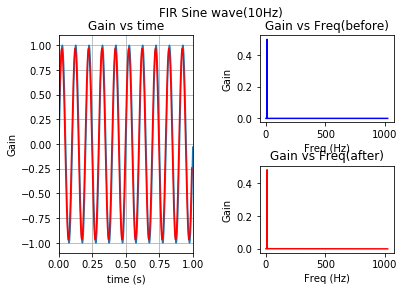 FIR Sine wave(10Hz)
Gain vs time
1.00
0.75
0.50
0.25
0.00
−0.25
−0.50
−0.75
−1.00
Gain
0.00 0.25 0.50 0.75 1.00
time (s)
Gain vs Freq(before)
0.4
0.2
0.0
Gain
0 500 1000
Freq (Hz)
Gain vs Freq(after)
0.4
0.2
0.0
Gain
0 500 1000
Freq (Hz)